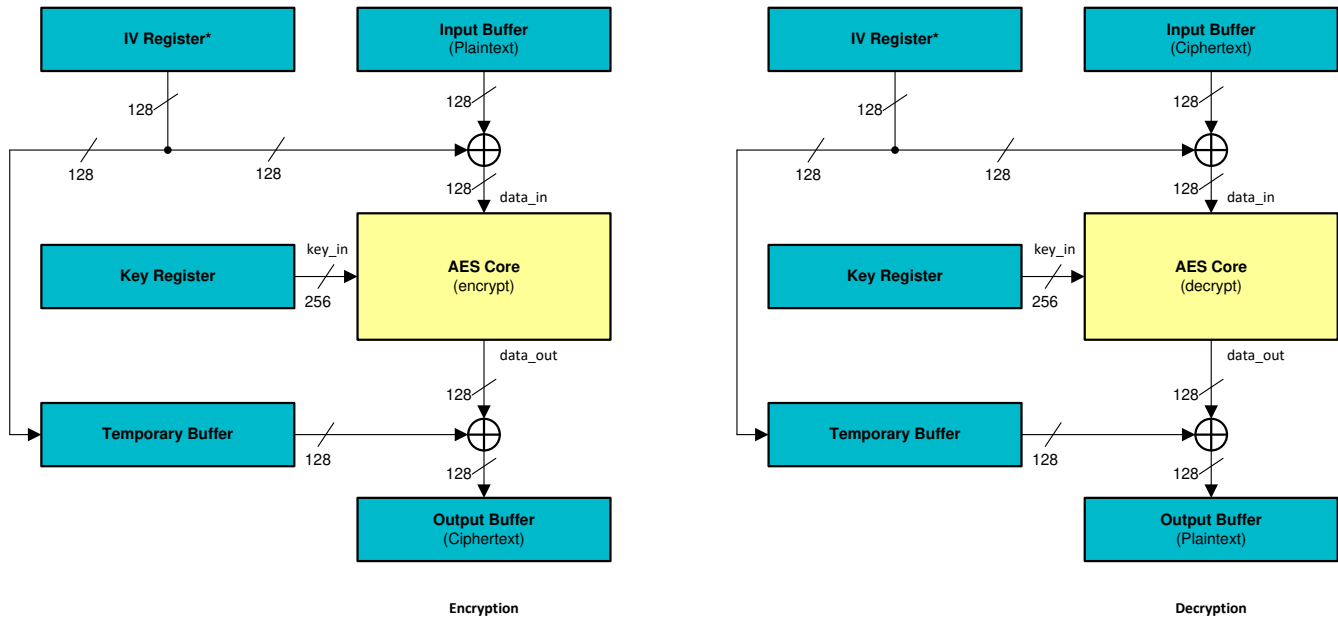 IV Register*
Input Buffer
(Plaintext)
128
128
128
128
128
data_in
key_in
Key Register
256
AES Core
(encrypt)
data_out
128
Temporary Buffer
128
128
Output Buffer
(Ciphertext)
Encryption
IV Register*
Input Buffer
(Ciphertext)
128
128
128
128
128
data_in
key_in
Key Register
256
AES Core
(decrypt)
data_out
128
Temporary Buffer
128
128
Output Buffer
(Plaintext)
Decryption